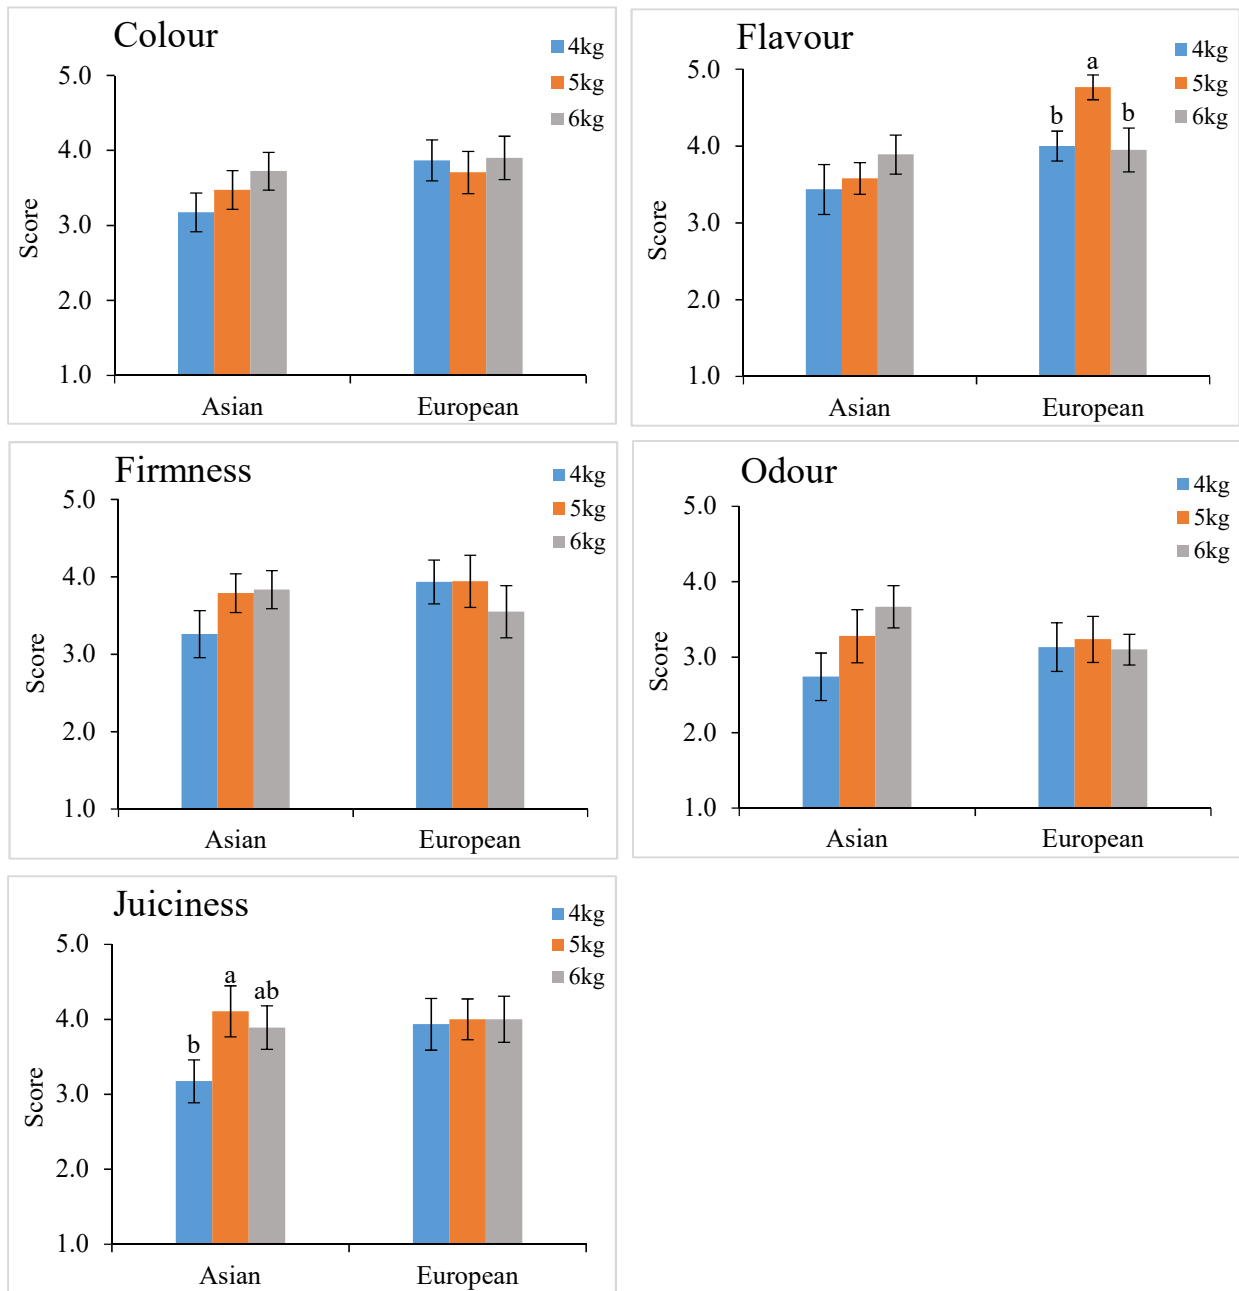 Colour
4kg
5kg
6kg
5.0
4.0
3.0
2.0
1.0
Score
Asian European
Flavour
4kg
5kg
6kg
5.0
4.0
3.0
2.0
1.0
Score
b a b
Asian European
Firmness
4kg
5kg
6kg
5.0
4.0
3.0
2.0
1.0
Score
Asian European
Odour
4kg
5kg
6kg
5.0
4.0
3.0
2.0
1.0
Score
Asian European
Juiciness
4kg
5kg
6kg
5.0
4.0
3.0
2.0
1.0
Score
b a ab
Asian European